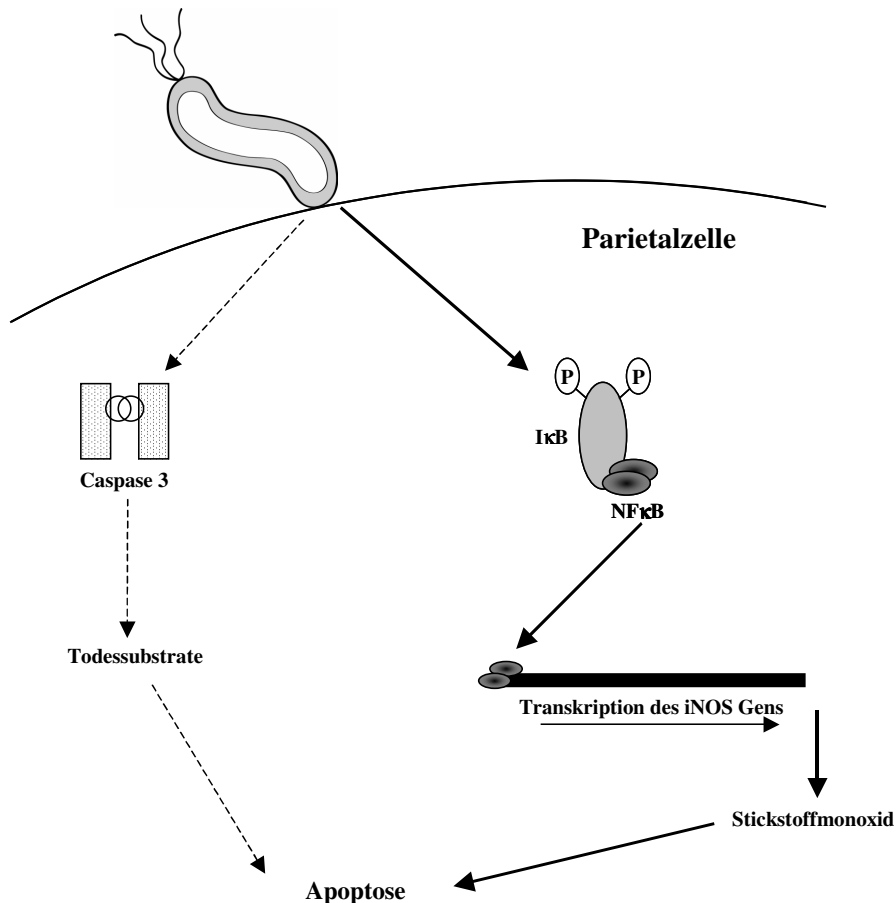 Parietalzelle
P P
IκB
Caspase 3
NFκB
Todessubstrate
Transkription des iNOS Gens
Stickstoffmonoxid
Apoptose